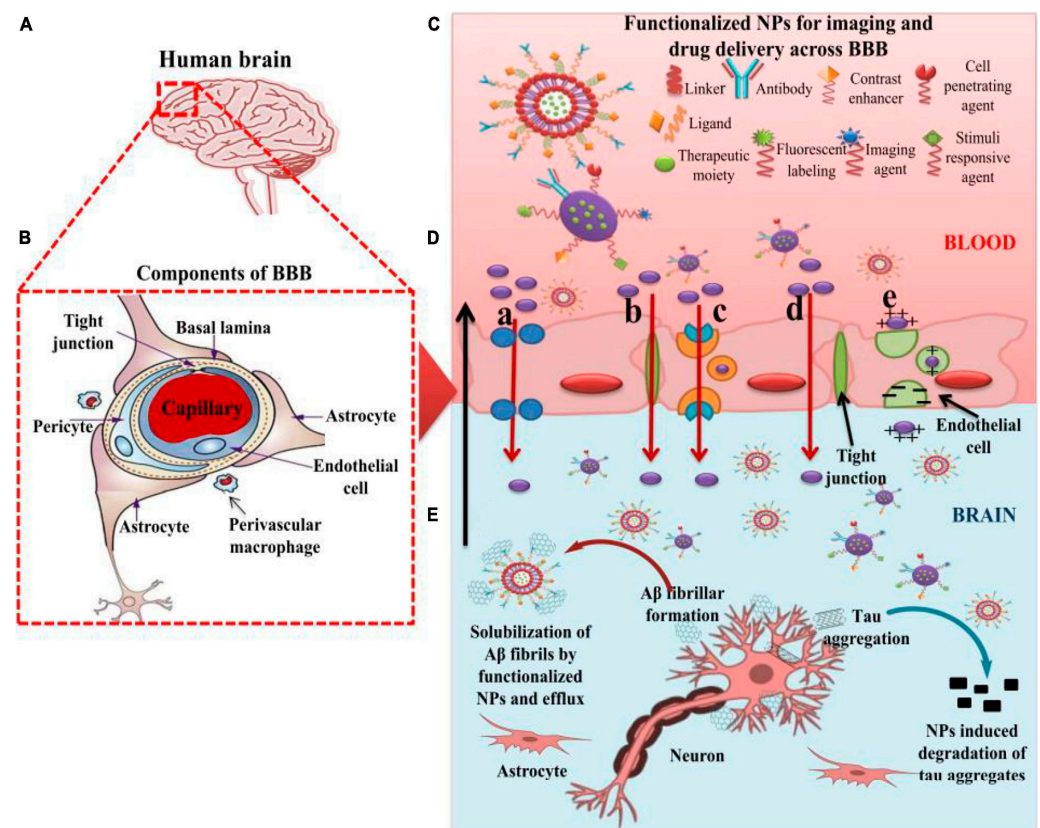 A
Human brain
B
Components of BBB
Tight
junction
Basal lamina
Capillary
Pericyte
Astrocyte
Endothelial
cell
Astrocyte
Perivascular
macrophage
C
Functionalized NPs for imaging and
drug delivery across BBB
Linker
Antibody
Contrast
enhancer
Cell
penetrating
agent
Ligand
Therapeutic
moiety
Fluorescent
labeling
Imaging
agent
Stimuli
responsive
agent
D
BLOOD
a
b
c
d
e
+++
++
+
+
++
++
Tight
junction
Endothelial
cell
E
BRAIN
Aβ fibrillar
formation
Tau
aggregation
Solubilization of
Aβ fibrils by
functionalized
NPs and efflux
Astrocyte
Neuron
NPs induced
degradation of
tau aggregates